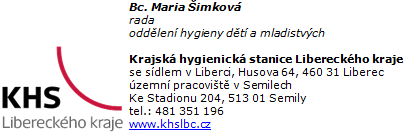 Bc. Maria Šimková
rada
oddělení hygieny dětí a mladistvých
Krajská hygienická stanice Libereckého kraje
se sídlem v Liberci, Husova 64, 460 31 Liberec
územní pracoviště v Semilech
Ke Stadionu 204, 513 01 Semily
tel.: 481 351 196
www.khslbc.cz
KHS
Libereckého kraje